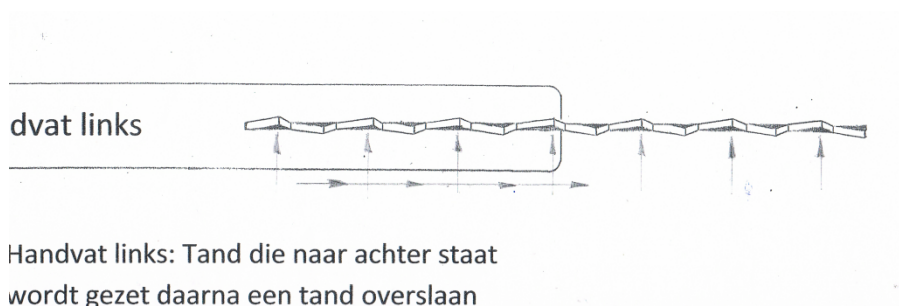 dvat links
Handvat links: Tand die naar achter staat
wordt gezet daarna een tand overslaan